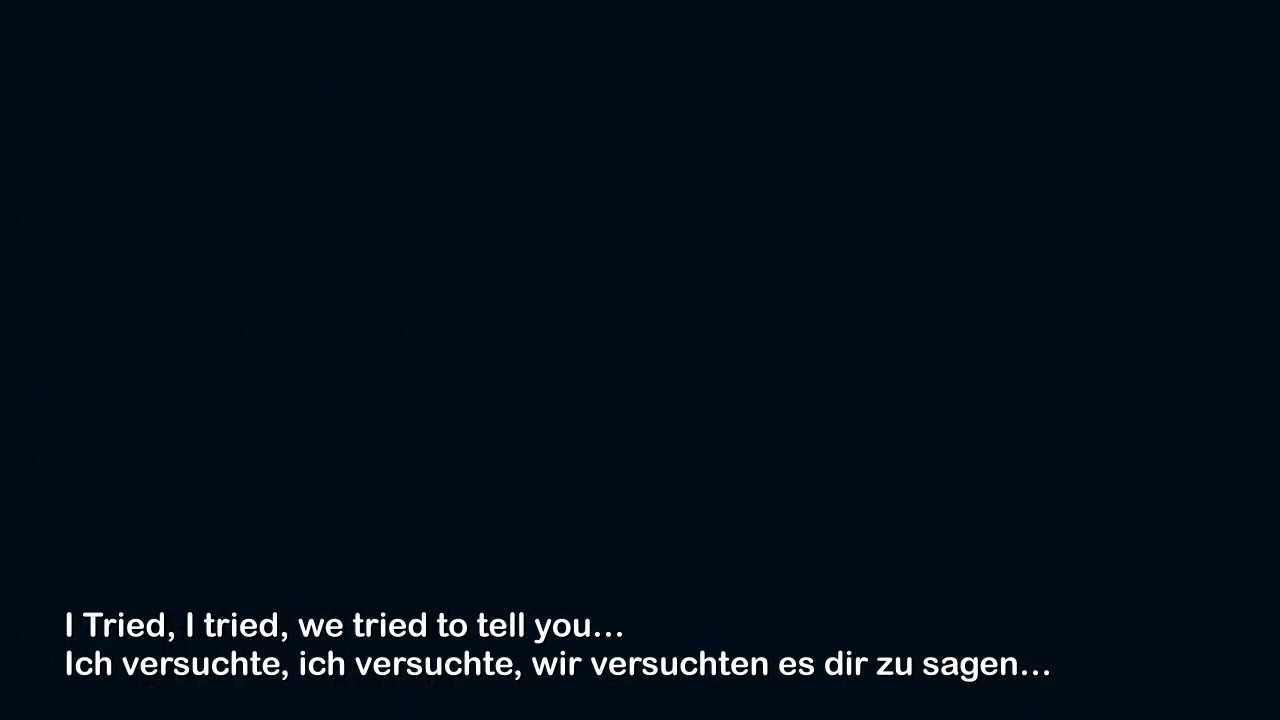 I Tried, I tried, we tried to tell you...
Ich versuchte, ich versuchte, wir versuchten es dir zu sagen...